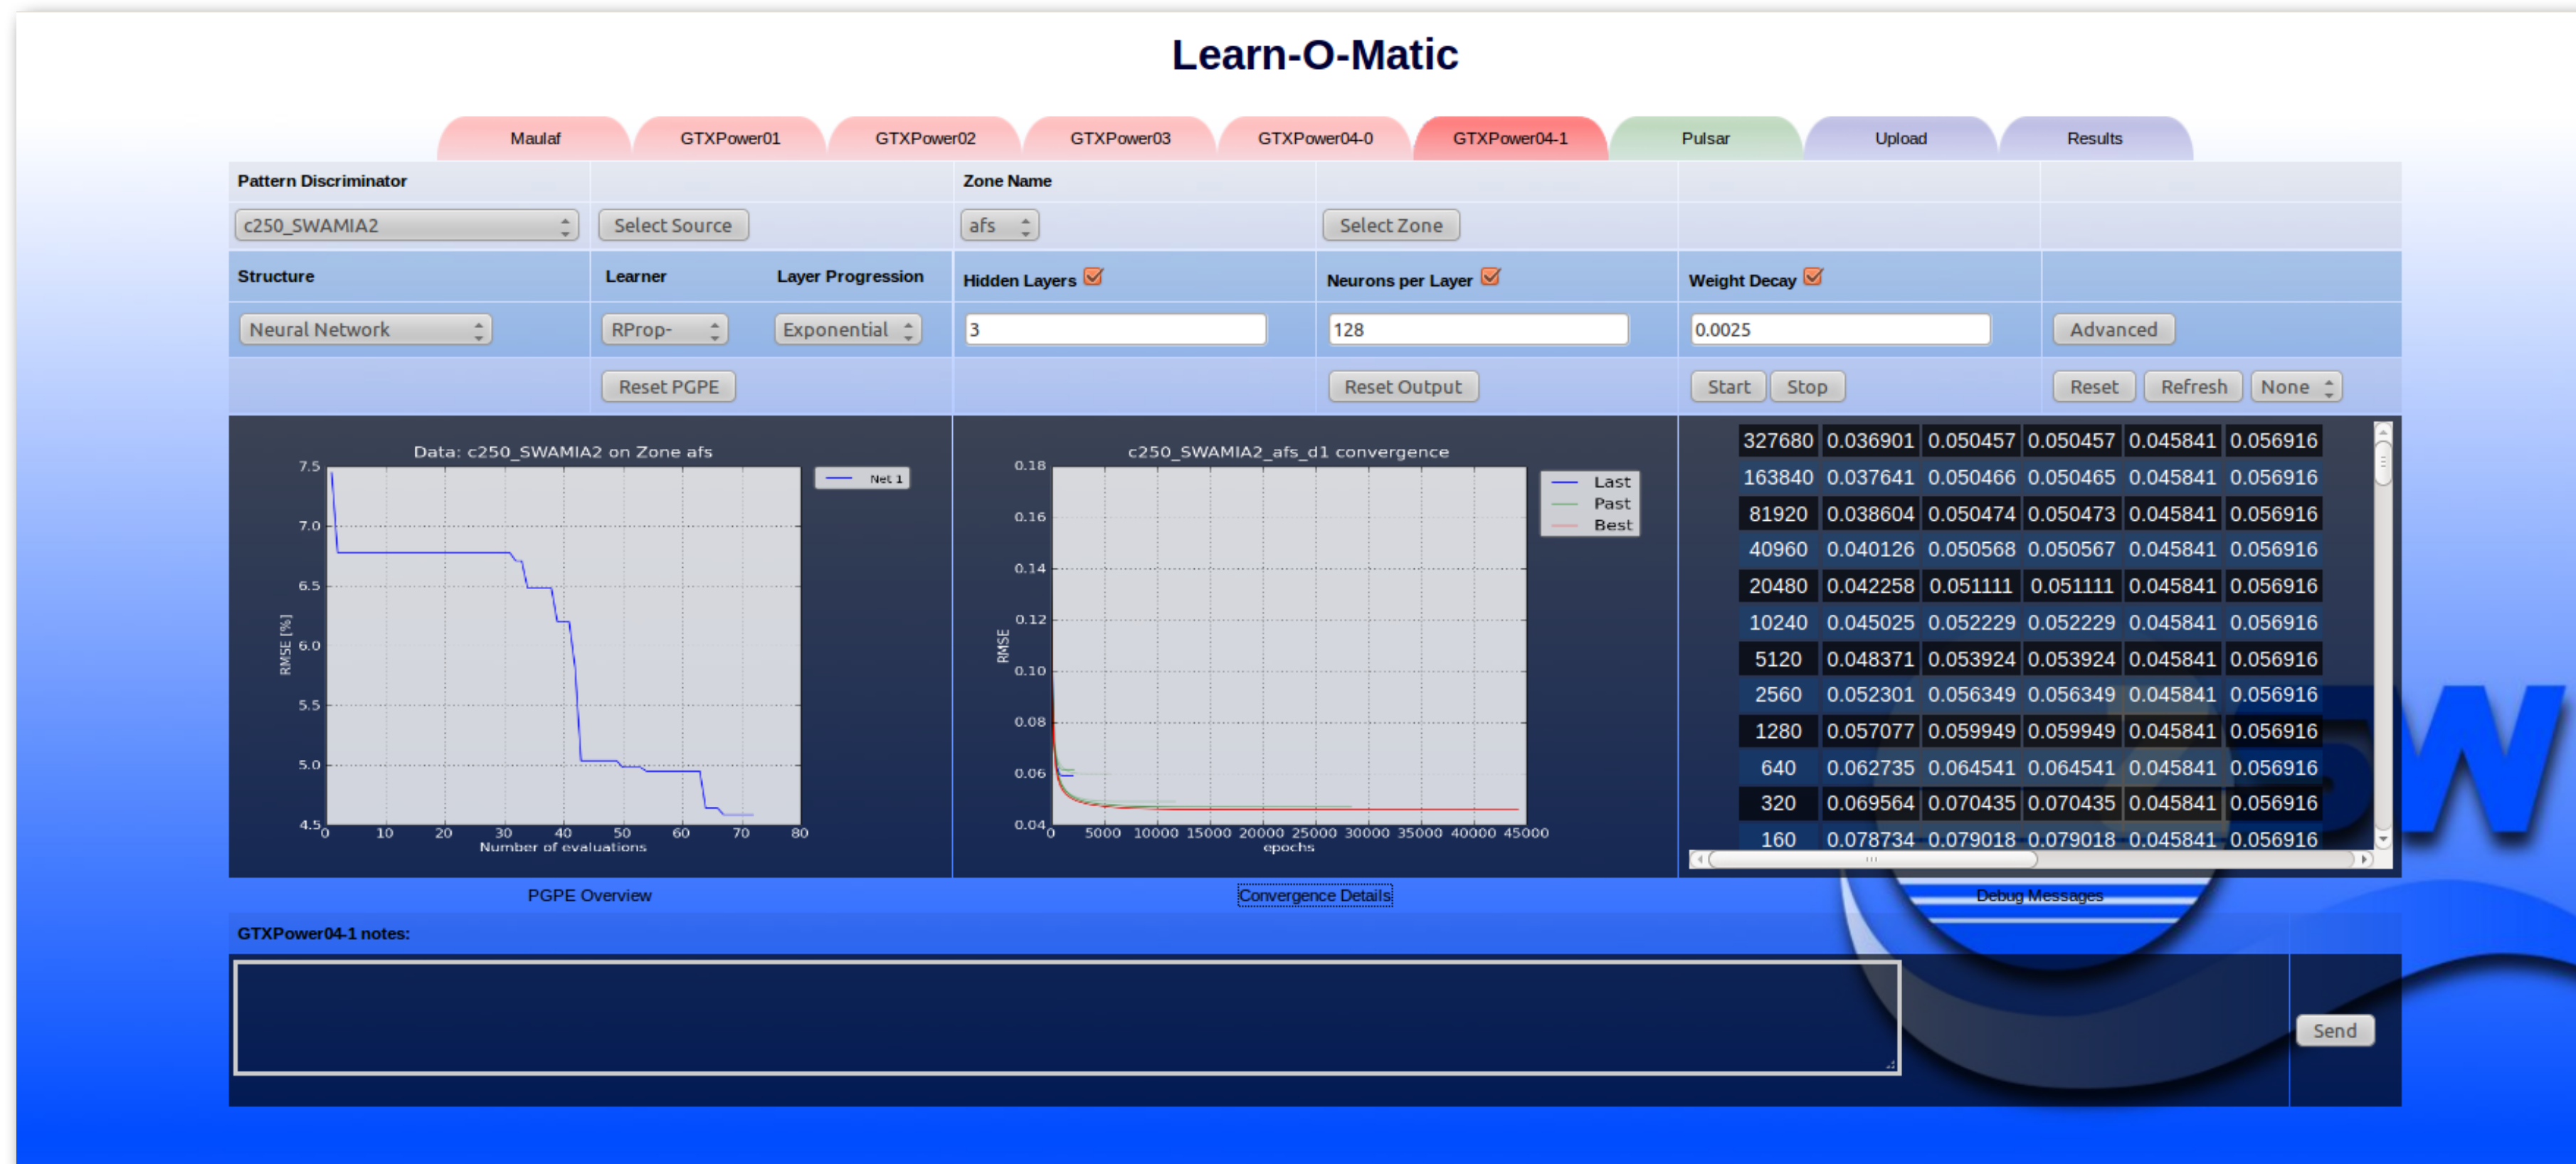 Learn-O-Matic
Maulaf GTXPower01 GTXPower02 GTXPower03 GTXPower04-0 GTXPower04-1 Pulsar Upload Results
Pattern Discriminator Zone Name
c250_SWAMIA2 Select Source afs Select Zone
Structure Learner Layer Progression Hidden Layers Neurons per Layer Weight Decay
Neural Network RProp- Exponential 3 128 0.0025 Advanced
Reset PGPE Reset Output Start Stop Reset Refresh None
Data: c250_SWAMIA2 on Zone afs
7.5
7.0
6.5
6.0
5.5
5.0
4.5
RMSE [%]
0 10 20 30 40 50 60 70 80
Number of evaluations
Net 1
c250_SWAMIA2_afs_d1 convergence
0.18
0.16
0.14
0.12
0.10
0.08
0.06
0.04
RMSE
0 5000 10000 15000 20000 25000 30000 35000 40000 45000
epochs
Last
Past
Best
327680 0.036901 0.050457 0.050457 0.045841 0.056916
163840 0.037641 0.050466 0.050465 0.045841 0.056916
81920 0.038604 0.050474 0.050473 0.045841 0.056916
40960 0.040126 0.050568 0.050567 0.045841 0.056916
20480 0.042258 0.051111 0.051111 0.045841 0.056916
10240 0.045025 0.052229 0.052229 0.045841 0.056916
5120 0.048371 0.053924 0.053924 0.045841 0.056916
2560 0.052301 0.056349 0.056349 0.045841 0.056916
1280 0.057077 0.059949 0.059949 0.045841 0.056916
640 0.062735 0.064541 0.064541 0.045841 0.056916
320 0.069564 0.070435 0.070435 0.045841 0.056916
160 0.078734 0.079018 0.079018 0.045841 0.056916
PGPE Overview Convergence Details Debug Messages
GTXPower04-1 notes:
Send